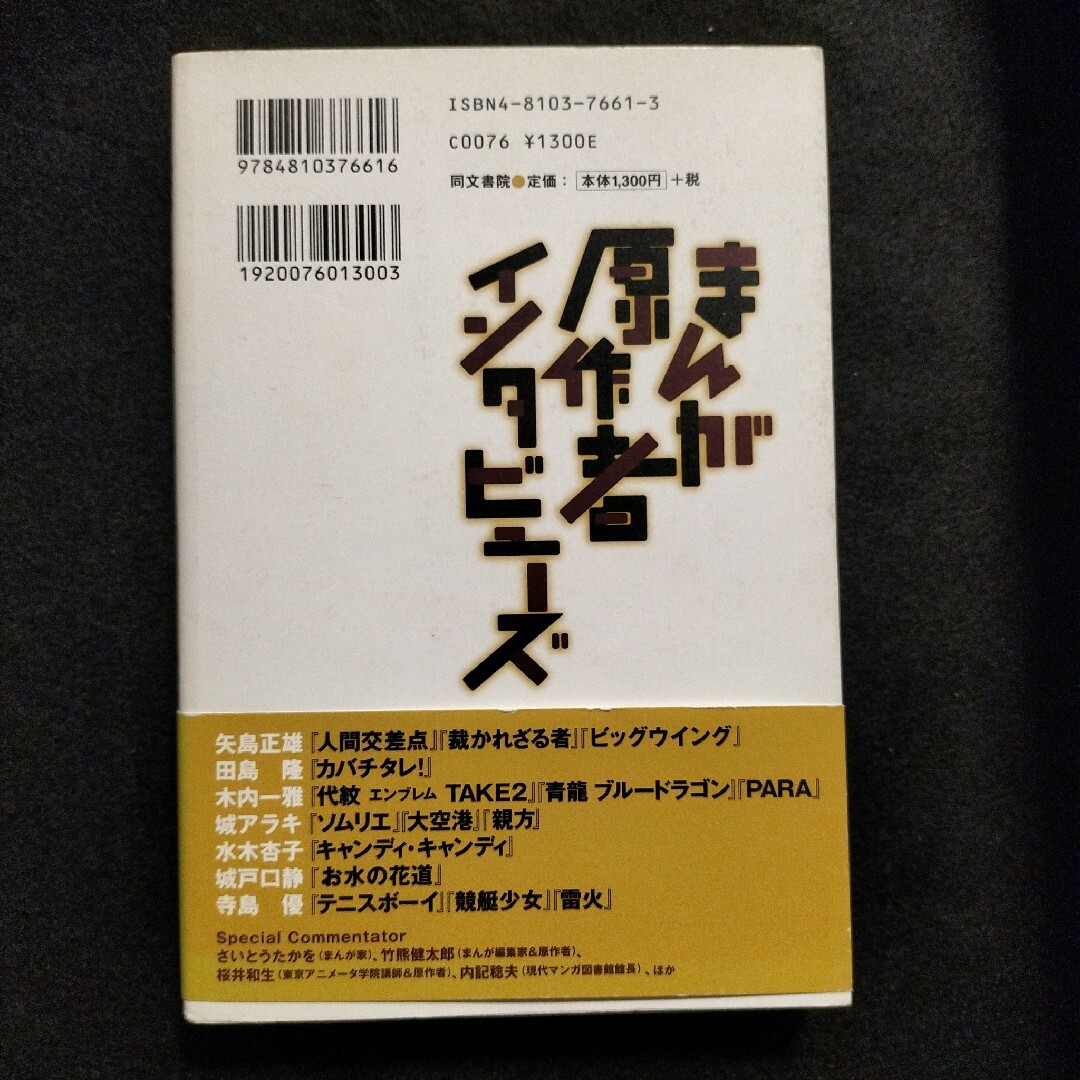 ISBN4-8103-7661-3
C0076 ¥1300E
9784810376616
同文書院●定価：本体1,300円+税
1920076013003
まんが
原作者
インタビューズ
矢島正雄『人間交差点』『裁かれざる者』『ビッグウイング』
田島　隆『カバチタレ!』
木内一雅『代紋 エンブレム TAKE2』『青龍 ブルードラゴン』『PARA』
城アラキ『ソムリエ』『大空港』『親方』
水木杏子『キャンディ・キャンディ』
城戸口静『お水の花道』
寺島　優『テニスボーイ』『競艇少女』『雷火』
Special Commentator
さいとうたかを（まんが家）、竹熊健太郎（まんが編集家&原作者）、
桜井和生（東京アニメータ学院講師&原作者）、内記稔夫（現代マンガ図書館館長）、ほか